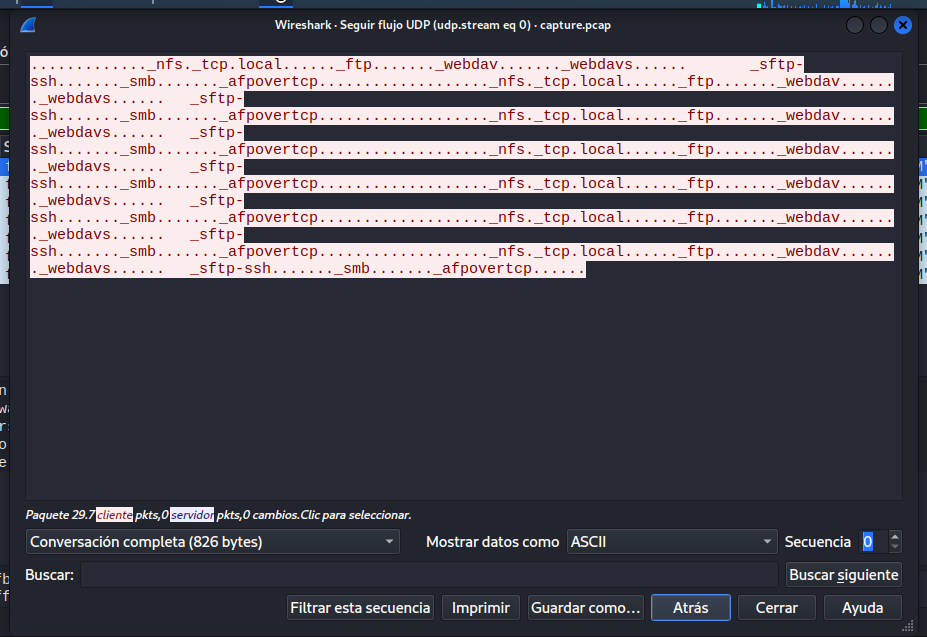 Wireshark · Seguir flujo UDP (udp.stream eq 0) · capture.pcap
............._nfs._tcp.local......_ftp......._webdav......._webdavs...... _sftp-
ssh......._smb......._afpovertcp..................._nfs._tcp.local......_ftp......._webdav......
._webdavs...... _sftp-
ssh......._smb......._afpovertcp..................._nfs._tcp.local......_ftp......._webdav......
._webdavs...... _sftp-
ssh......._smb......._afpovertcp..................._nfs._tcp.local......_ftp......._webdav......
._webdavs...... _sftp-
ssh......._smb......._afpovertcp..................._nfs._tcp.local......_ftp......._webdav......
._webdavs...... _sftp-
ssh......._smb......._afpovertcp..................._nfs._tcp.local......_ftp......._webdav......
._webdavs...... _sftp-
ssh......._smb......._afpovertcp..................._nfs._tcp.local......_ftp......._webdav......
._webdavs...... _sftp-ssh......._smb......._afpovertcp......
Paquete 29.7 cliente pkts,0 servidor pkts,0 cambios.Clic para seleccionar.
Conversación completa (826 bytes) Mostrar datos como ASCII Secuencia 0
Buscar: Buscar siguiente
Filtrar esta secuencia Imprimir Guardar como... Atrás Cerrar Ayuda